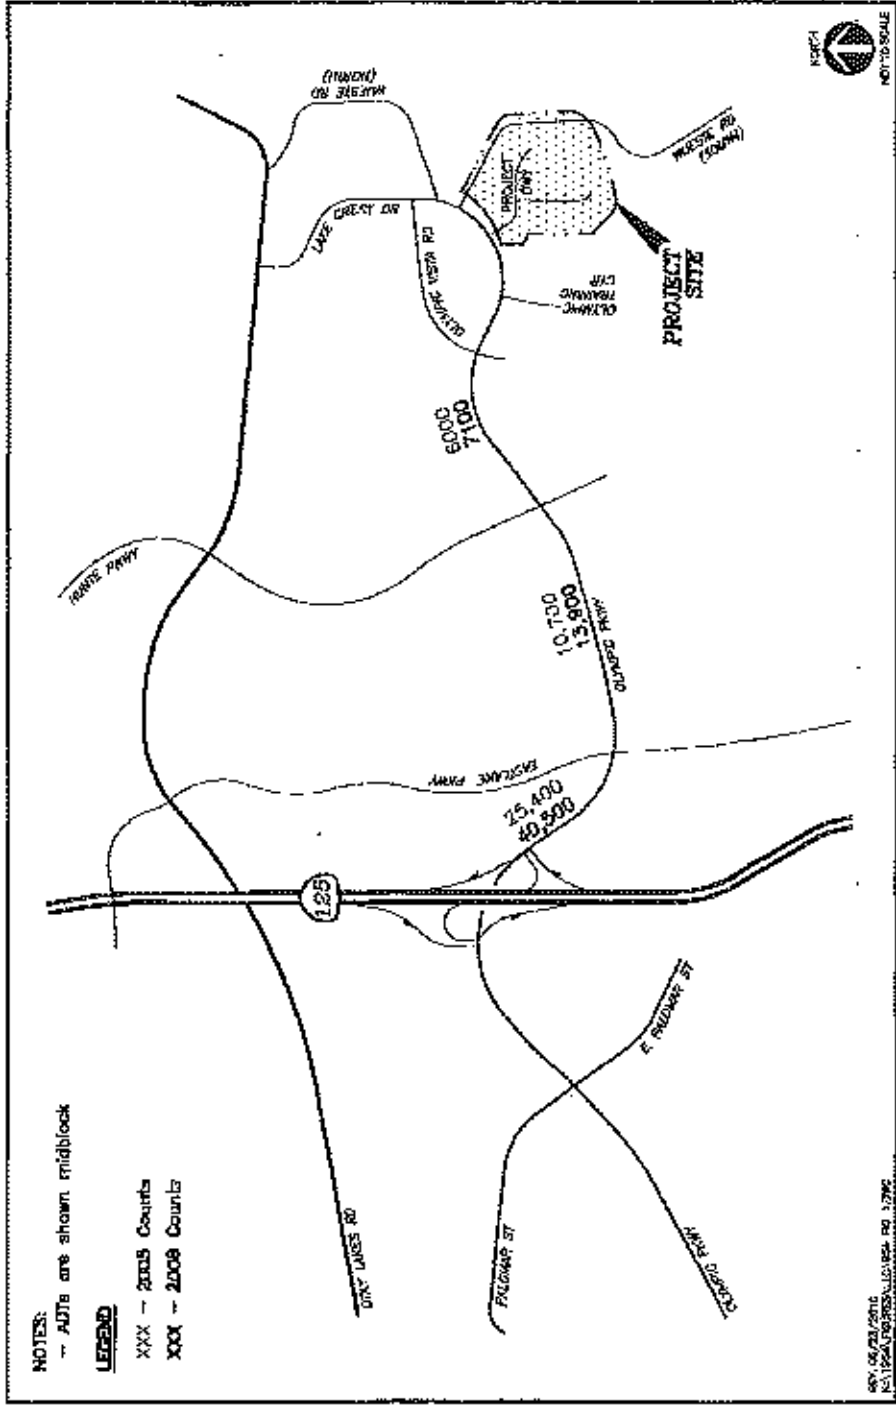 NOTES:
- ADTs are shown midblock
LEGEND
XXX - 2005 Counts
XXX - 2009 Counts
OTAY LAKES RD
PALOMAR ST
OLYMPIC PKWY
E. PALOMAR ST
125
EASTLAKE PKWY
25,400
40,500
10,700
13,900
OLYMPIC PKWY
HUNTE PKWY
6000
7100
OLYMPIC VISTA RD
LAKE CREST DR
WUESTE RD
(NORTH)
OLYMPIC
TRAINING
CTR
PROJECT
DWY
WUESTE RD
PROJECT
SITE
NORTH
NOT TO SCALE